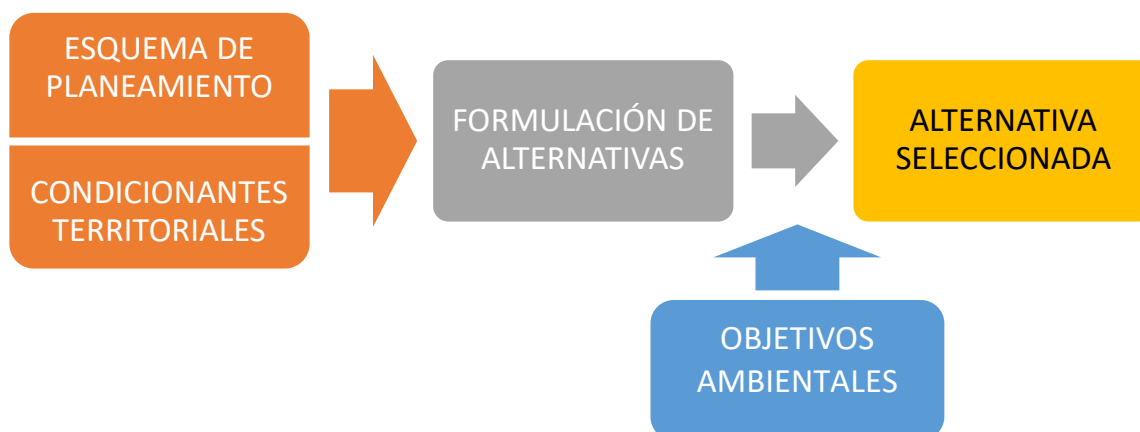 ESQUEMA DE
PLANEAMIENTO
CONDICIONANTES
TERRITORIALES
FORMULACIÓN DE
ALTERNATIVAS
ALTERNATIVA
SELECCIONADA
OBJETIVOS
AMBIENTALES